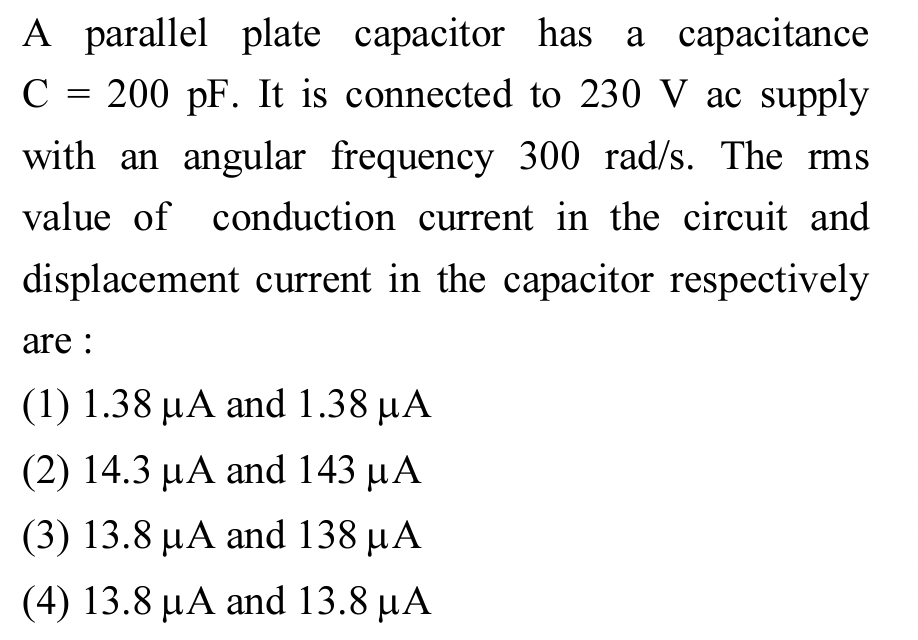 A parallel plate capacitor has a capacitance
C = 200 pF. It is connected to 230 V ac supply
with an angular frequency 300 rad/s. The rms
value of conduction current in the circuit and
displacement current in the capacitor respectively
are :
(1) 1.38 μA and 1.38 μA
(2) 14.3 μA and 143 μA
(3) 13.8 μA and 138 μA
(4) 13.8 μA and 13.8 μA